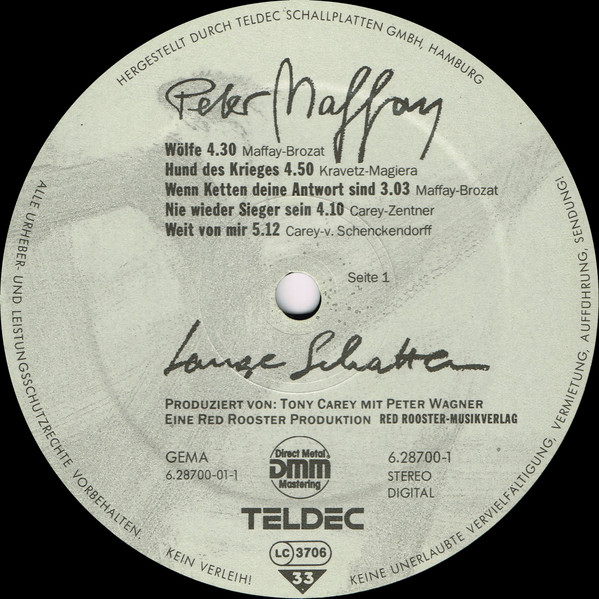 HERGESTELLT DURCH TELDEC SCHALLPLATTEN GMBH, HAMBURG
Peter Maffay
Wölfe 4.30 Maffay-Brozat
Hund des Krieges 4.50 Kravetz-Magiera
Wenn Ketten deine Antwort sind 3.03 Maffay-Brozat
Nie wieder Sieger sein 4.10 Carey-Zentner
Weit von mir 5.12 Carey-v. Schenckendorff
Seite 1
Lange Schatten
PRODUZIERT VON: TONY CAREY MIT PETER WAGNER
EINE RED ROOSTER PRODUKTION RED ROOSTER-MUSIKVERLAG
GEMA
6.28700-01-1
Direct Metal
DMM
Mastering
6.28700-1
STEREO
DIGITAL
TELDEC
LC 3706
33
ALLE URHEBER- UND LEISTUNGSSCHUTZRECHTE VORBEHALTEN.
KEIN VERLEIH!
KEINE UNERLAUBTE VERVIELFÄLTIGUNG, VERMIETUNG, AUFFÜHRUNG, SENDUNG!